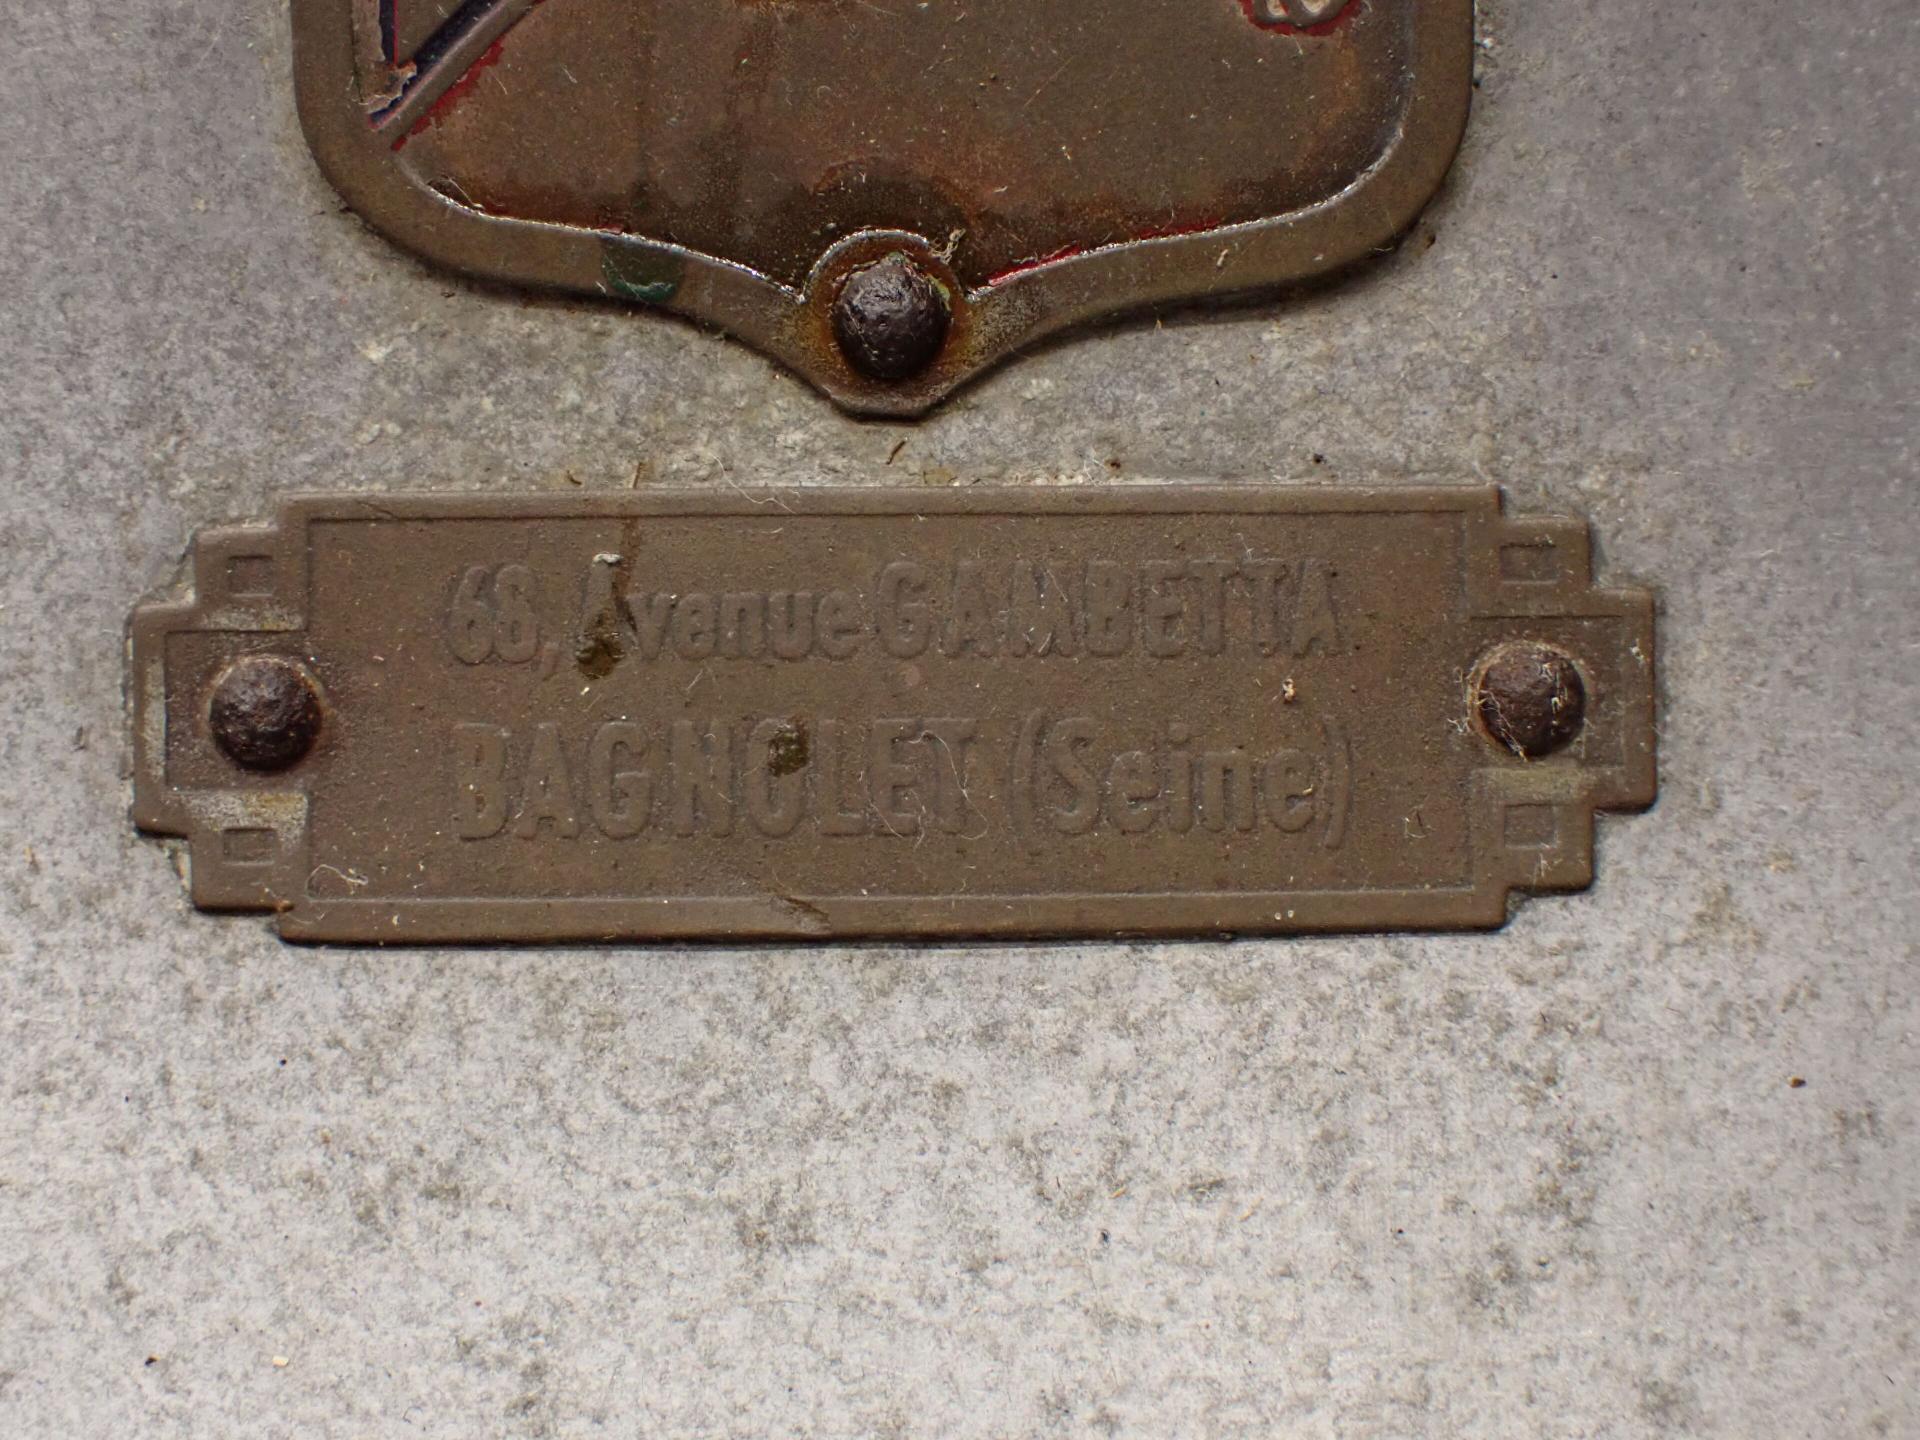 68, Avenue GAMBETTA
BAGNOLET (Seine)